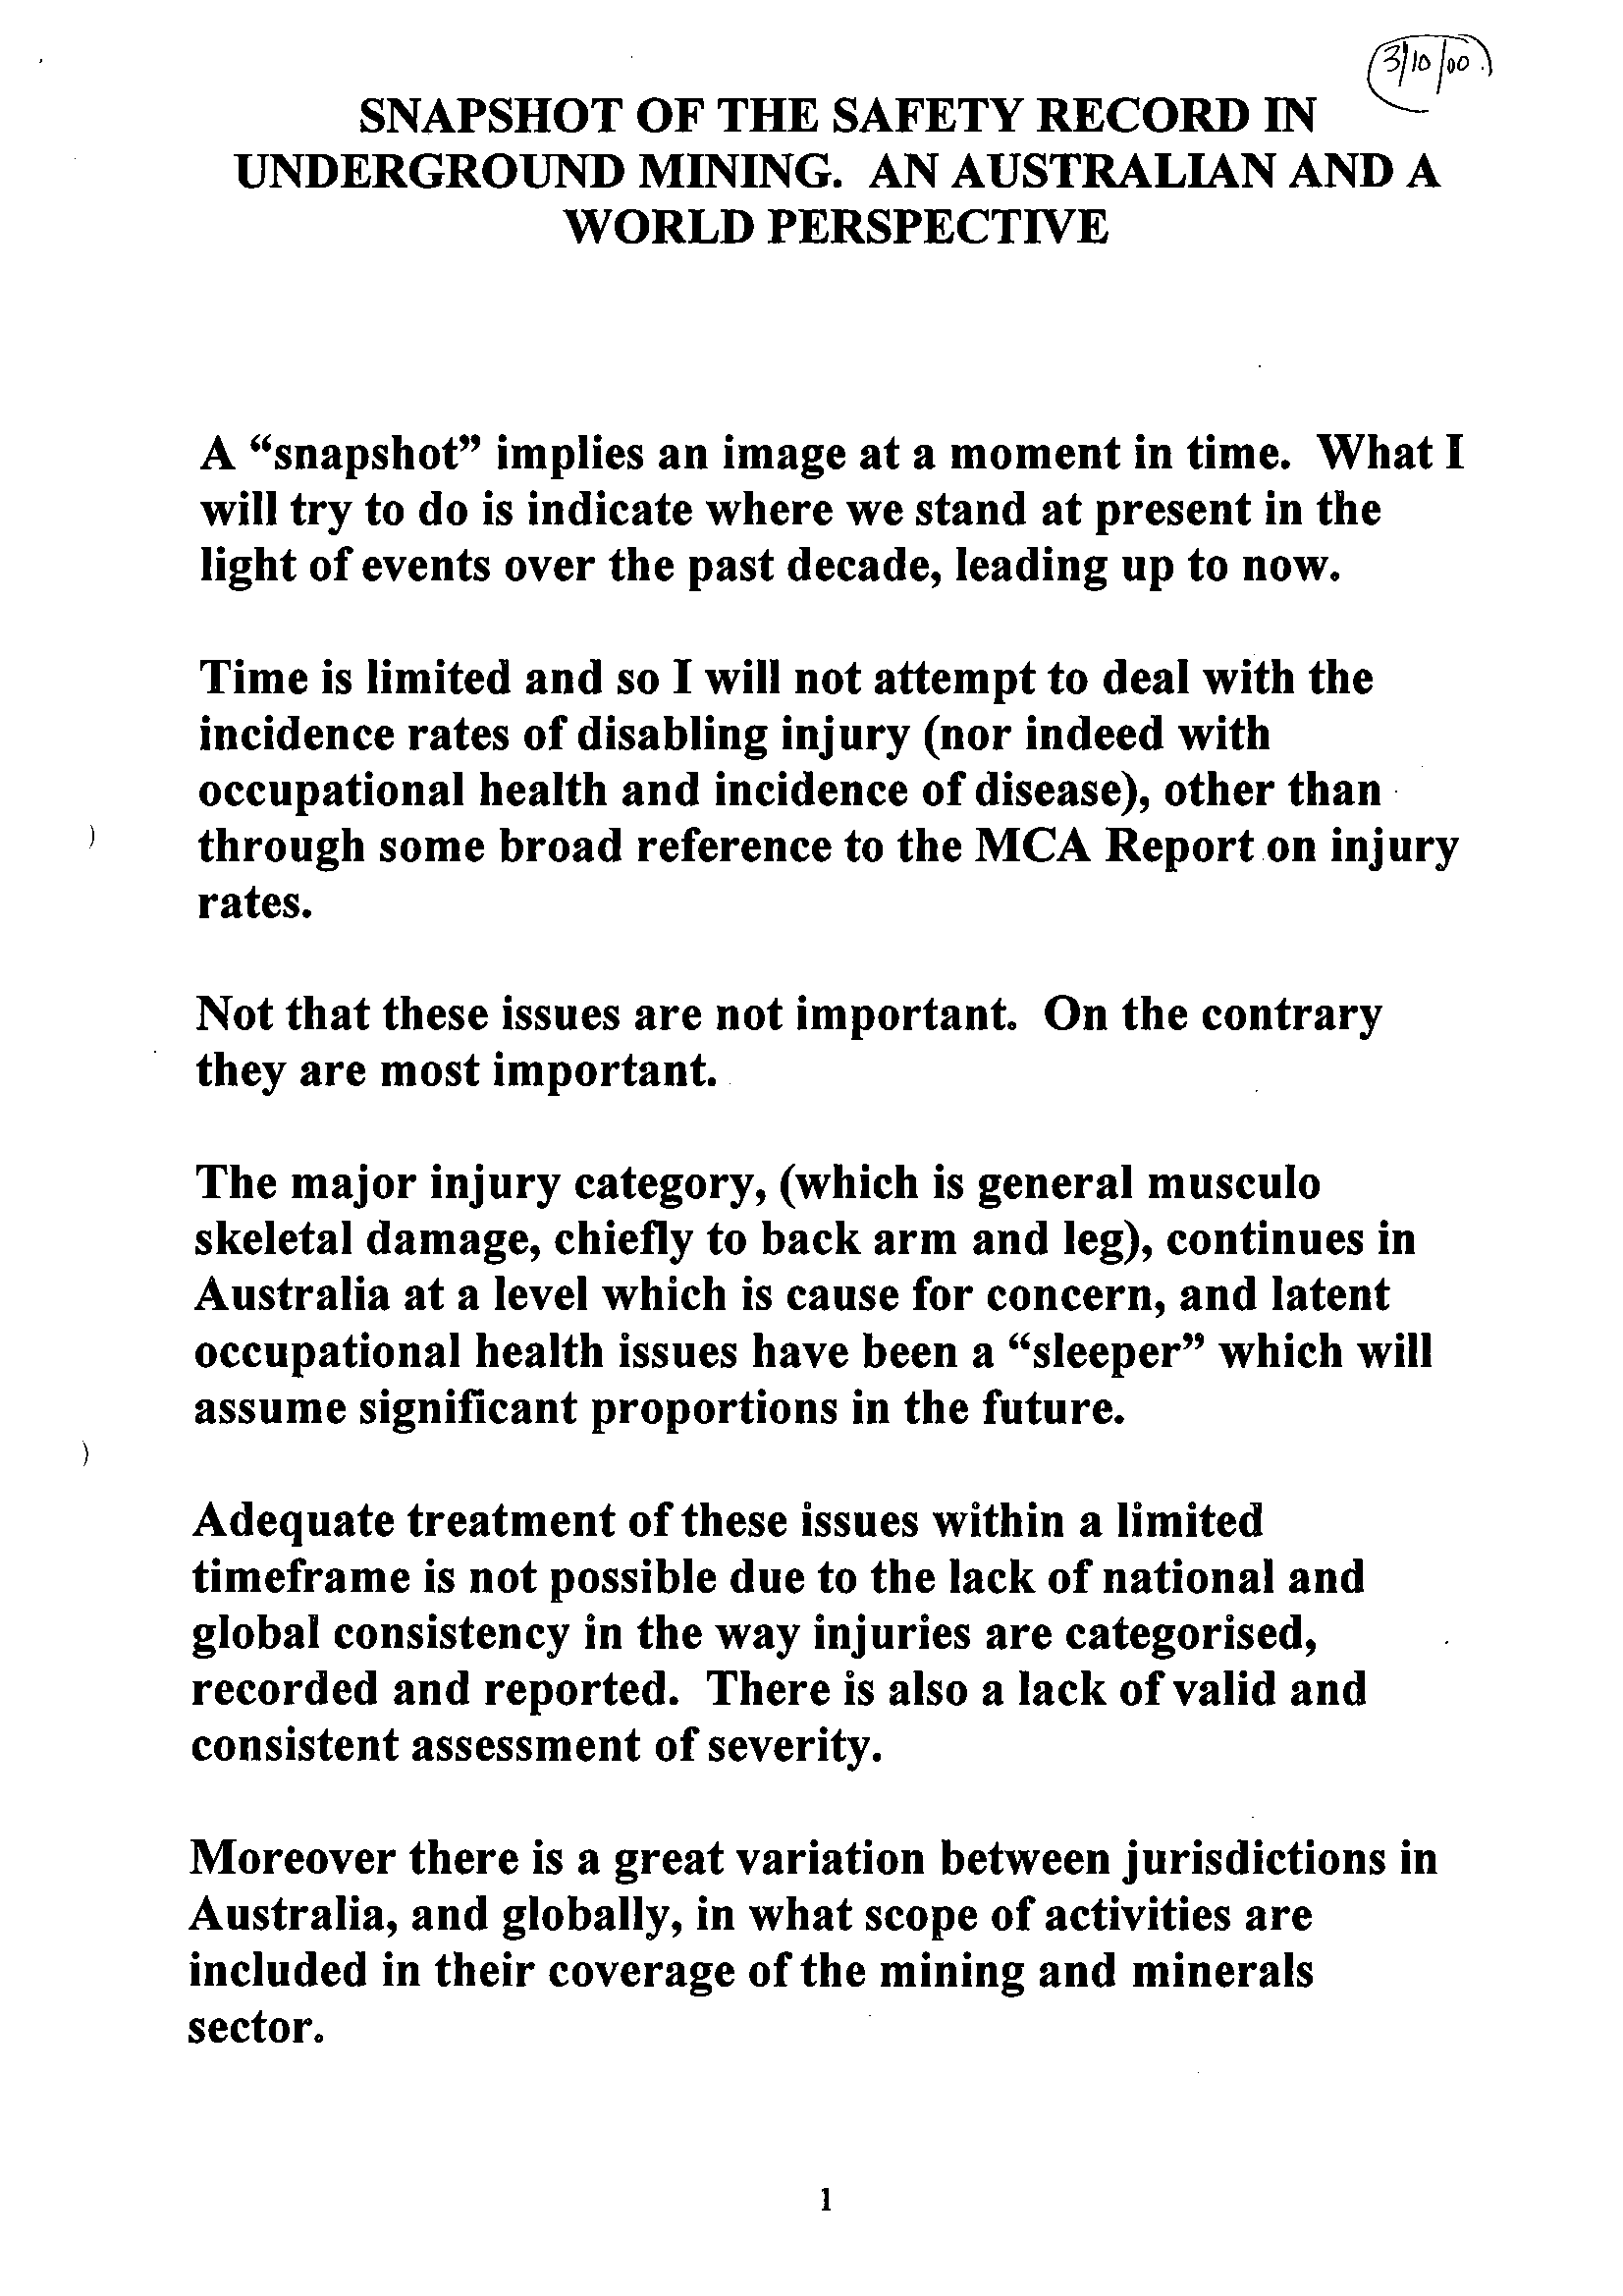 3/10/00.
SNAPSHOT OF THE SAFETY RECORD IN
UNDERGROUND MINING. AN AUSTRALIAN AND A
WORLD PERSPECTIVE
A “snapshot” implies an image at a moment in time. What I
will try to do is indicate where we stand at present in the
light of events over the past decade, leading up to now.
Time is limited and so I will not attempt to deal with the
incidence rates of disabling injury (nor indeed with
occupational health and incidence of disease), other than
through some broad reference to the MCA Report on injury
rates.
Not that these issues are not important. On the contrary
they are most important.
The major injury category, (which is general musculo
skeletal damage, chiefly to back arm and leg), continues in
Australia at a level which is cause for concern, and latent
occupational health issues have been a “sleeper” which will
assume significant proportions in the future.
Adequate treatment of these issues within a limited
timeframe is not possible due to the lack of national and
global consistency in the way injuries are categorised,
recorded and reported. There is also a lack of valid and
consistent assessment of severity.
Moreover there is a great variation between jurisdictions in
Australia, and globally, in what scope of activities are
included in their coverage of the mining and minerals
sector.
1